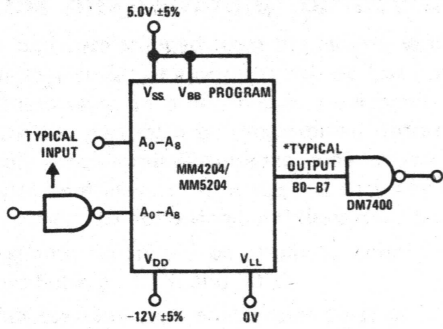 5.0V ±5%
VSS VBB PROGRAM
TYPICAL
INPUT
A0–A8
MM4204/
MM5204
*TYPICAL
OUTPUT
B0–B7
DM7400
A0–A8
VDD VLL
-12V ±5% 0V